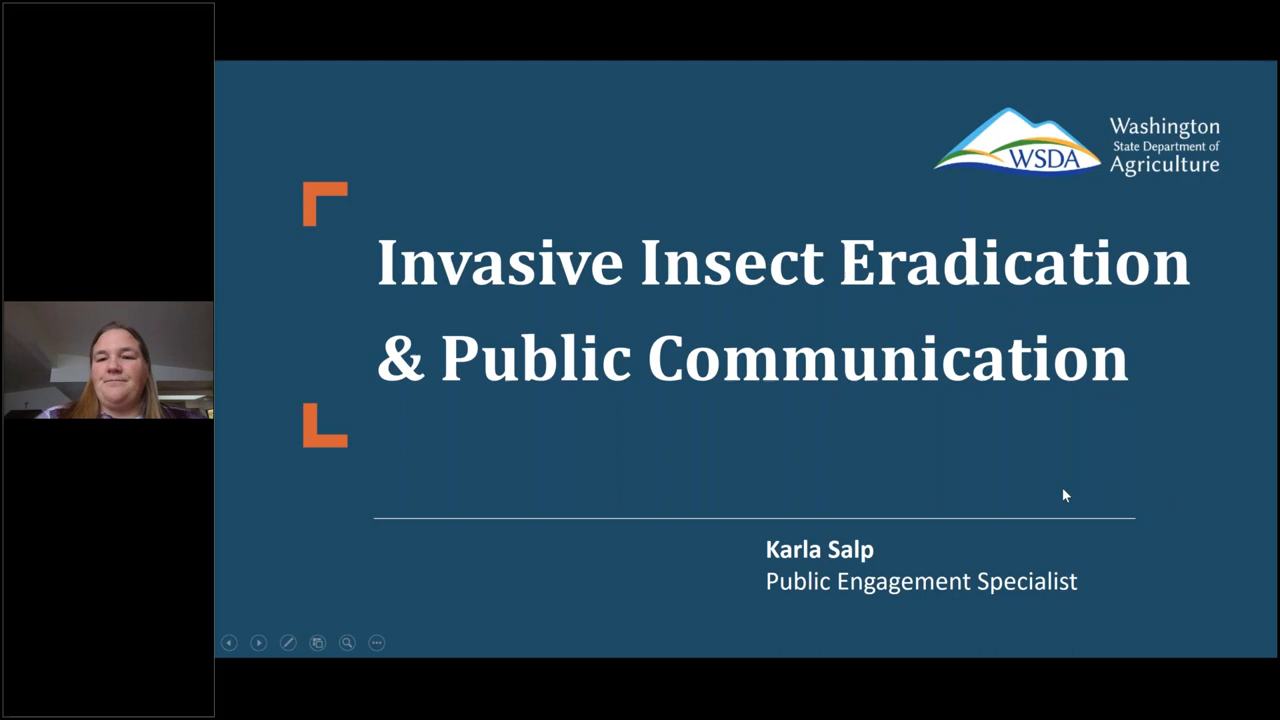 WSDA
Washington
State Department of
Agriculture
Invasive Insect Eradication
& Public Communication
Karla Salp
Public Engagement Specialist